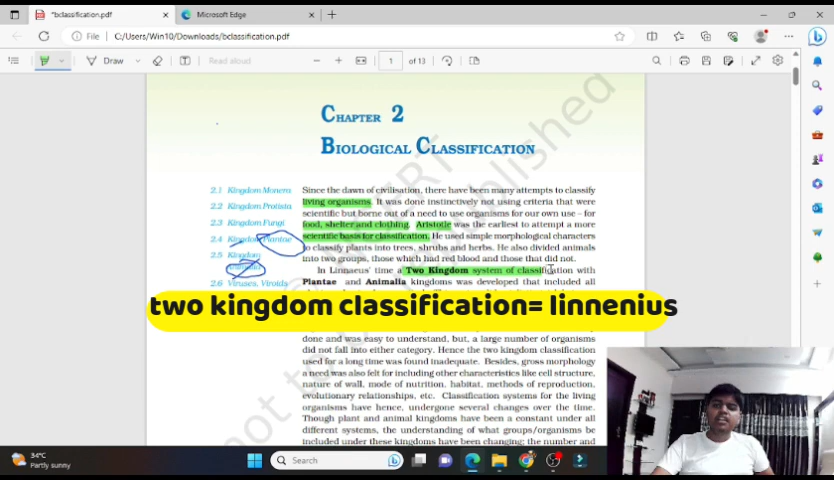 *bclassification.pdf
Microsoft Edge
File
C:/Users/Win10/Downloads/bclassification.pdf
Draw
Read aloud
1 of 13
CHAPTER 2
BIOLOGICAL CLASSIFICATION
2.1 Kingdom Monera
2.2 Kingdom Protista
2.3 Kingdom Fungi
2.4 Kingdom Plantae
2.5 Kingdom
2.6 Viruses, Viroids
Since the dawn of civilisation, there have been many attempts to classify
living organisms. It was done instinctively not using criteria that were
scientific but borne out of a need to use organisms for our own use – for
food, shelter and clothing. Aristotle was the earliest to attempt a more
scientific basis for classification. He used simple morphological characters
to classify plants into trees, shrubs and herbs. He also divided animals
into two groups, those which had red blood and those that did not.
In Linnaeus' time a Two Kingdom system of classification with
Plantae and Animalia kingdoms was developed that included all
two kingdom classification= linnenius
done and was easy to understand, but, a large number of organisms
did not fall into either category. Hence the two kingdom classification
used for a long time was found inadequate. Besides, gross morphology
a need was also felt for including other characteristics like cell structure,
nature of wall, mode of nutrition, habitat, methods of reproduction,
evolutionary relationships, etc. Classification systems for the living
organisms have hence, undergone several changes over the time.
Though plant and animal kingdoms have been a constant under all
different systems, the understanding of what groups/organisms be
included under these kingdoms have been changing; the number and
34°C
Partly sunny
Search